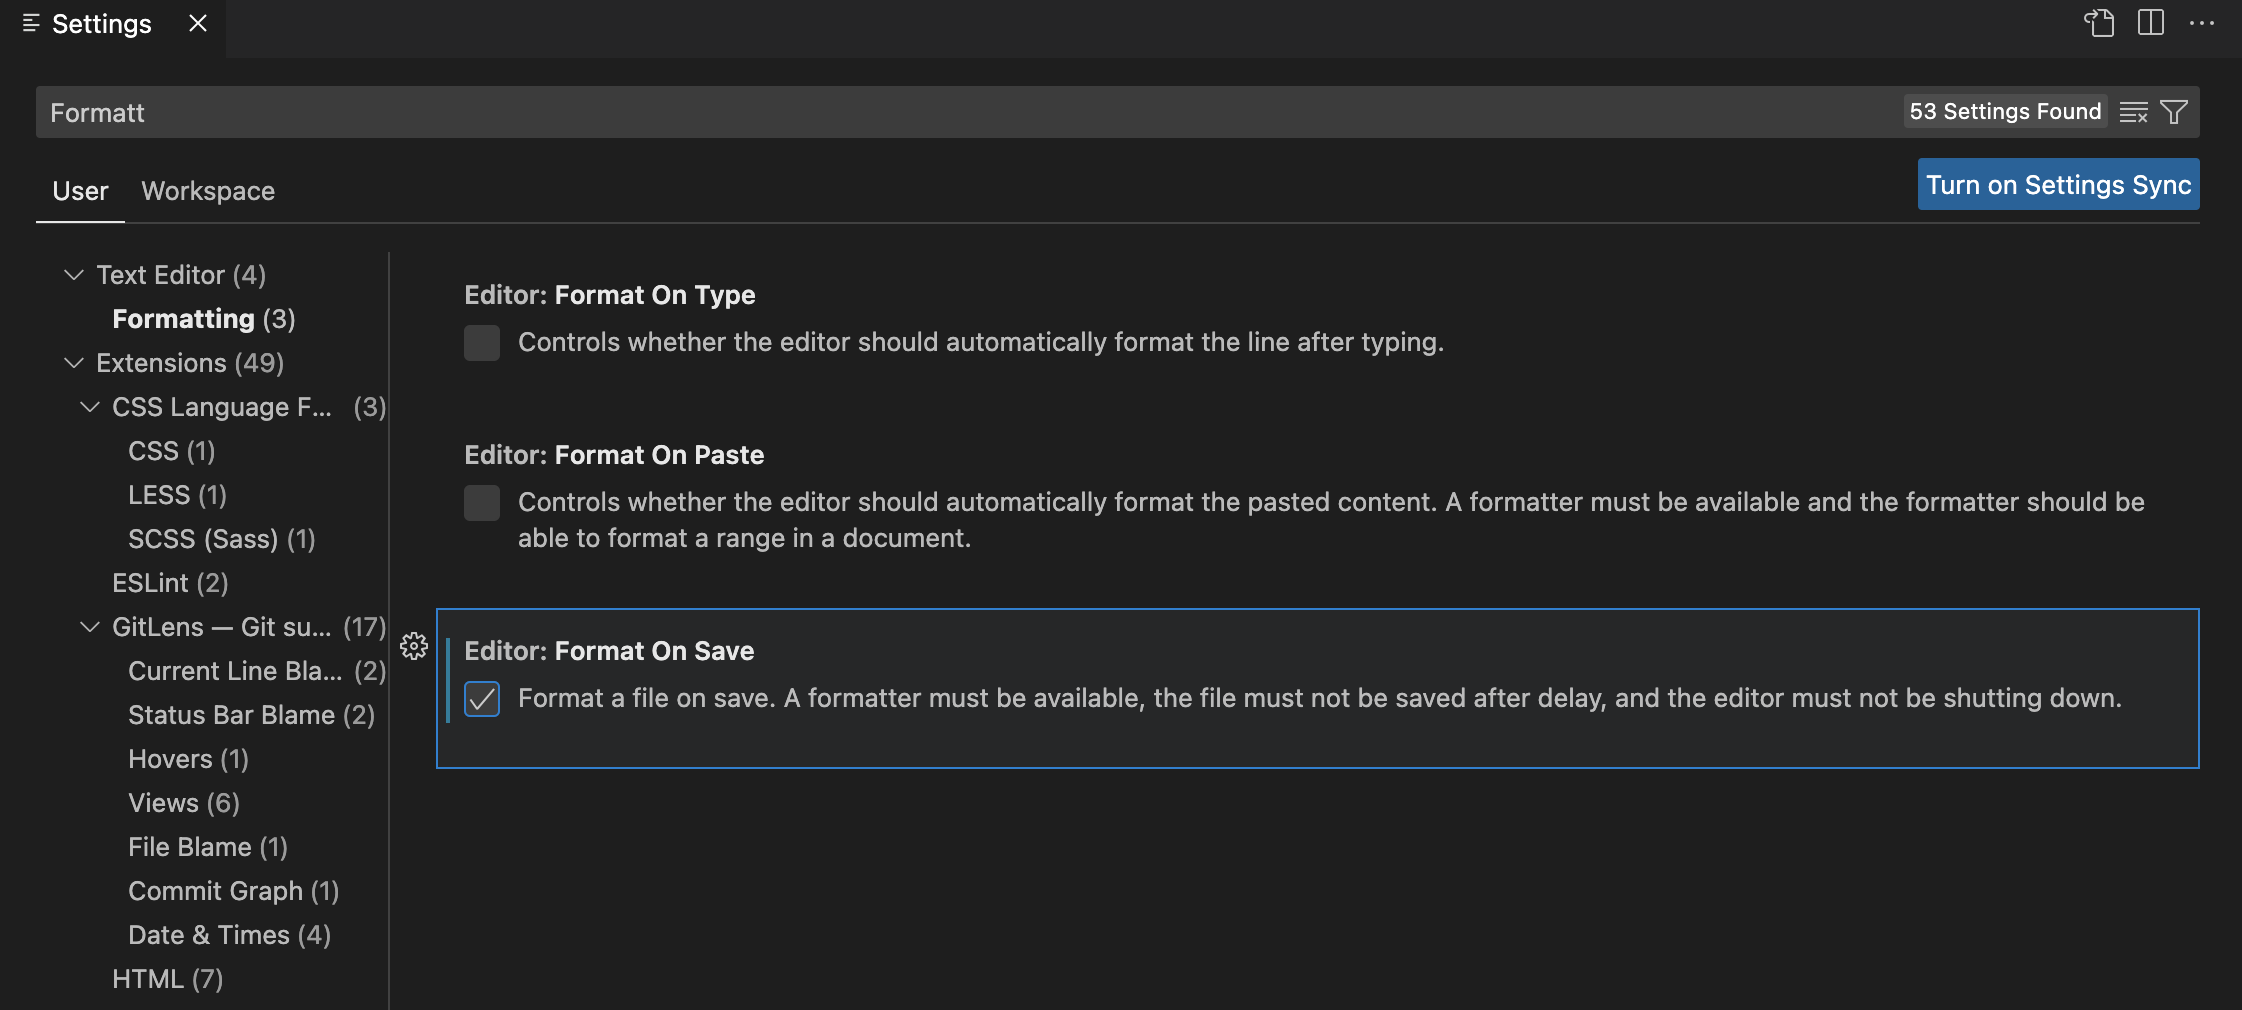 Settings
Formatt
53 Settings Found
User
Workspace
Turn on Settings Sync
Text Editor (4)
Formatting (3)
Extensions (49)
CSS Language F... (3)
CSS (1)
LESS (1)
SCSS (Sass) (1)
ESLint (2)
GitLens — Git su... (17)
Current Line Bla... (2)
Status Bar Blame (2)
Hovers (1)
Views (6)
File Blame (1)
Commit Graph (1)
Date & Times (4)
HTML (7)
Editor: Format On Type
Controls whether the editor should automatically format the line after typing.
Editor: Format On Paste
Controls whether the editor should automatically format the pasted content. A formatter must be available and the formatter should be
able to format a range in a document.
Editor: Format On Save
Format a file on save. A formatter must be available, the file must not be saved after delay, and the editor must not be shutting down.